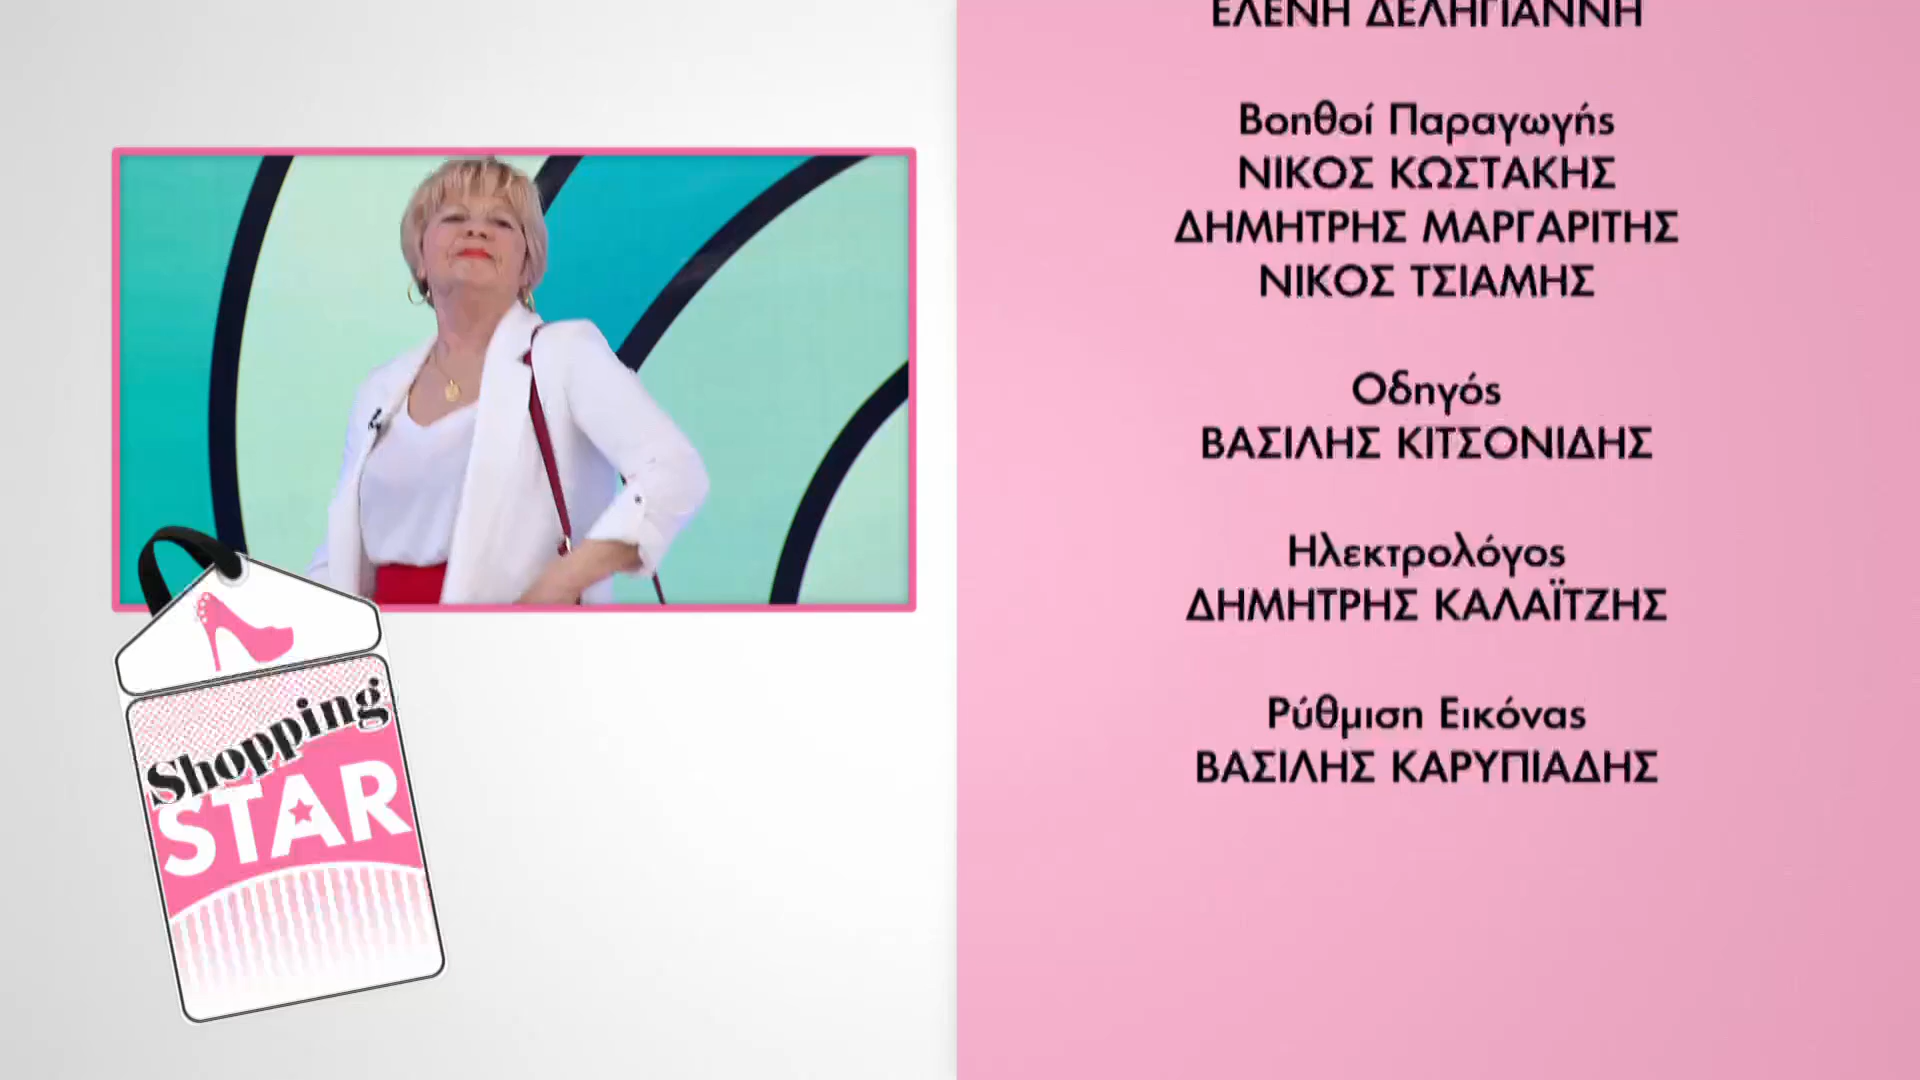 ΕΛΕΝΗ ΔΕΛΗΓΙΑΝΝΗ
Βοηθοί Παραγωγής
ΝΙΚΟΣ ΚΩΣΤΑΚΗΣ
ΔΗΜΗΤΡΗΣ ΜΑΡΓΑΡΙΤΗΣ
ΝΙΚΟΣ ΤΣΙΑΜΗΣ
Οδηγός
ΒΑΣΙΛΗΣ ΚΙΤΣΟΝΙΔΗΣ
Ηλεκτρολόγος
ΔΗΜΗΤΡΗΣ ΚΑΛΑΪΤΖΗΣ
Ρύθμιση Εικόνας
ΒΑΣΙΛΗΣ ΚΑΡΥΠΙΑΔΗΣ
Shopping
STAR